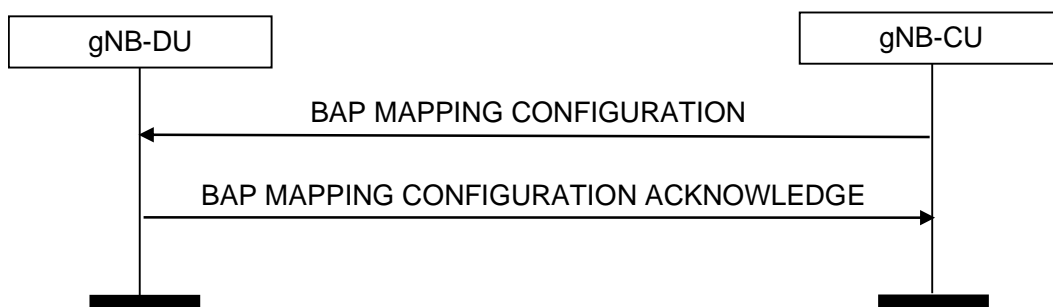 gNB-DU
gNB-CU
BAP MAPPING CONFIGURATION
BAP MAPPING CONFIGURATION ACKNOWLEDGE